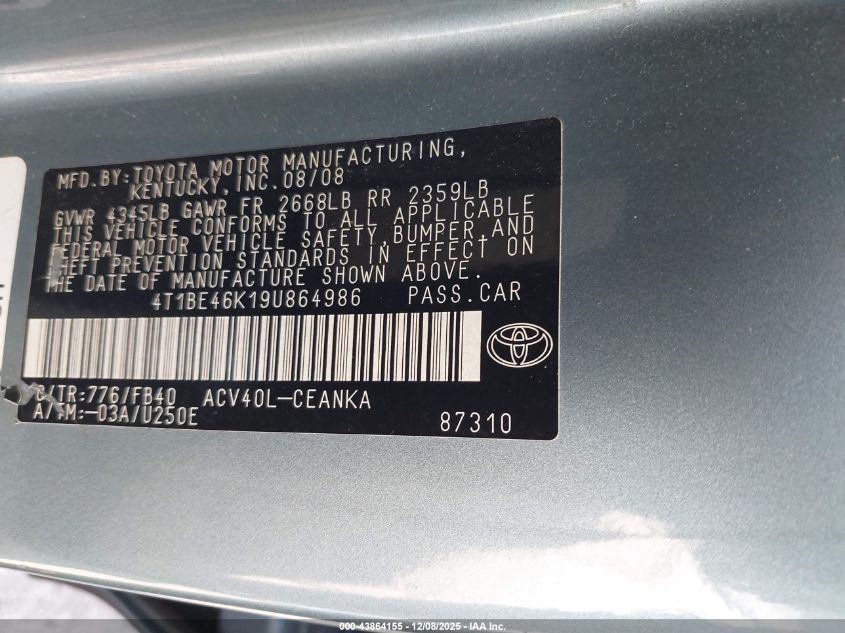 MFD.BY:TOYOTA MOTOR MANUFACTURING,
KENTUCKY,INC.08/08
GVWR 4345LB GAWR FR 2668LB RR 2359LB
THIS VEHICLE CONFORMS TO ALL APPLICABLE
FEDERAL MOTOR VEHICLE SAFETY,BUMPER,AND
THEFT PREVENTION STANDARDS IN EFFECT ON
THE DATE OF MANUFACTURE SHOWN ABOVE.
4T1BE46K19U864986 PASS.CAR
C/TR:776/FB40 ACV40L-CEANKA
A/TM:-03A/U250E 87310
000-43864155 - 12/08/2025 - IAA Inc.